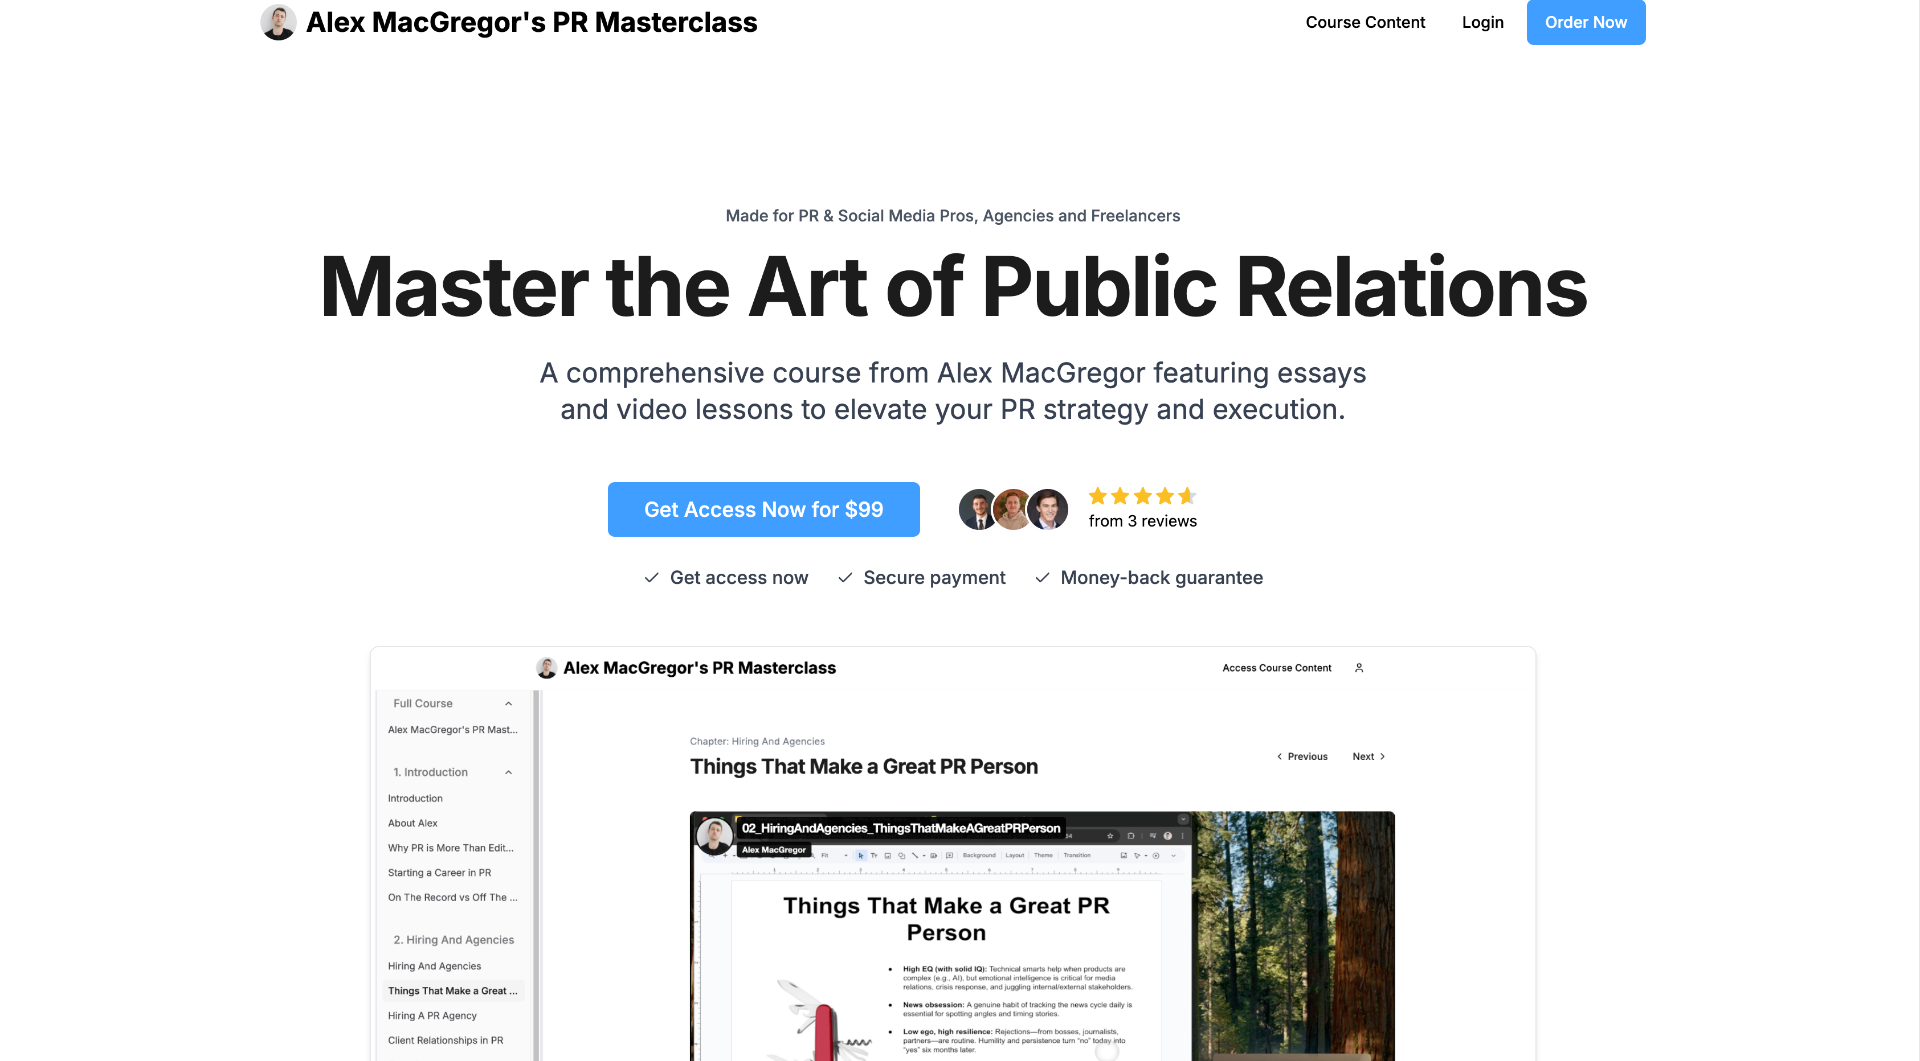 Alex MacGregor's PR Masterclass
Course Content
Login
Order Now
Made for PR & Social Media Pros, Agencies and Freelancers
Master the Art of Public Relations
A comprehensive course from Alex MacGregor featuring essays
and video lessons to elevate your PR strategy and execution.
Get Access Now for $99
from 3 reviews
Get access now
Secure payment
Money-back guarantee
Alex MacGregor's PR Masterclass
Access Course Content
Full Course
Alex MacGregor's PR Mast...
1. Introduction
Introduction
About Alex
Why PR is More Than Edit...
Starting a Career in PR
On The Record vs Off The ...
2. Hiring And Agencies
Hiring And Agencies
Things That Make a Great ...
Hiring A PR Agency
Client Relationships in PR
Chapter: Hiring And Agencies
Things That Make a Great PR Person
Previous
Next
02_HiringAndAgencies_ThingsThatMakeAGreatPRPerson
Alex MacGregor
Fit
Background
Layout
Theme
Transition
Things That Make a Great PR
Person
High EQ (with solid IQ): Technical smarts help when products are
complex (e.g., AI), but emotional intelligence is critical for media
relations, crisis response, and juggling internal/external stakeholders.
News obsession: A genuine habit of tracking the news cycle daily is
essential for spotting angles and timing stories.
Low ego, high resilience: Rejections—from bosses, journalists,
partners—are routine. Humility and persistence turn "no" today into
"yes" six months later.